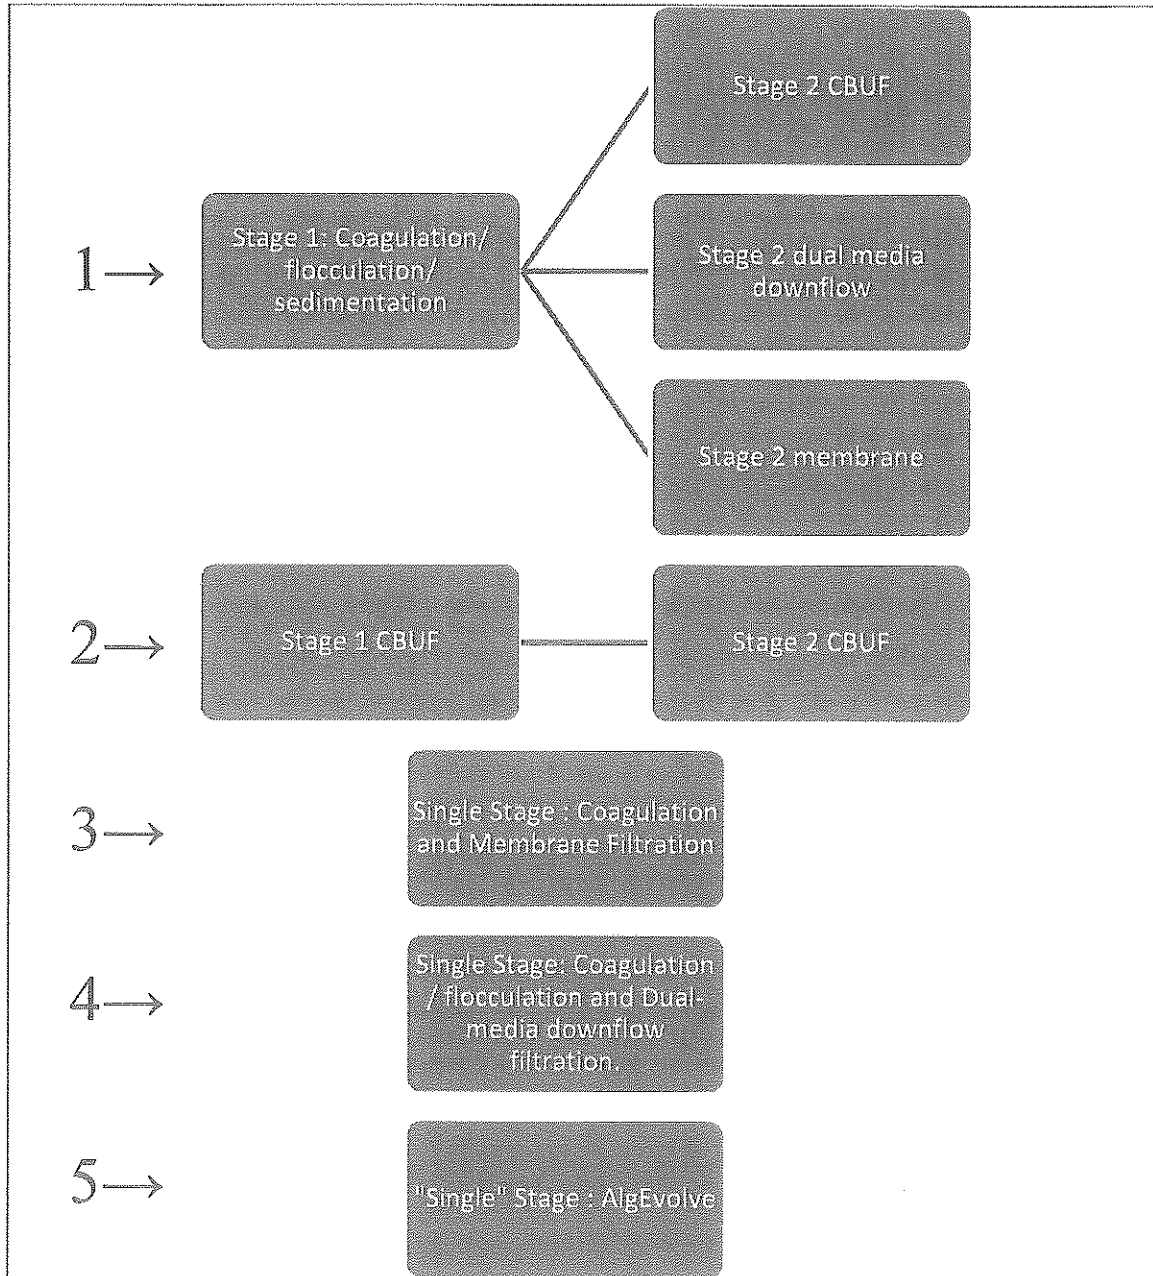 Stage 2 CBUF
1→
Stage 1: Coagulation/
flocculation/
sedimentation
Stage 2 dual media
downflow
Stage 2 membrane
2→
Stage 1 CBUF
Stage 2 CBUF
3→
Single Stage : Coagulation
and Membrane Filtration
4→
Single Stage: Coagulation
/ flocculation and Dual-
media downflow
filtration.
5→
"Single" Stage : AlgEvolve